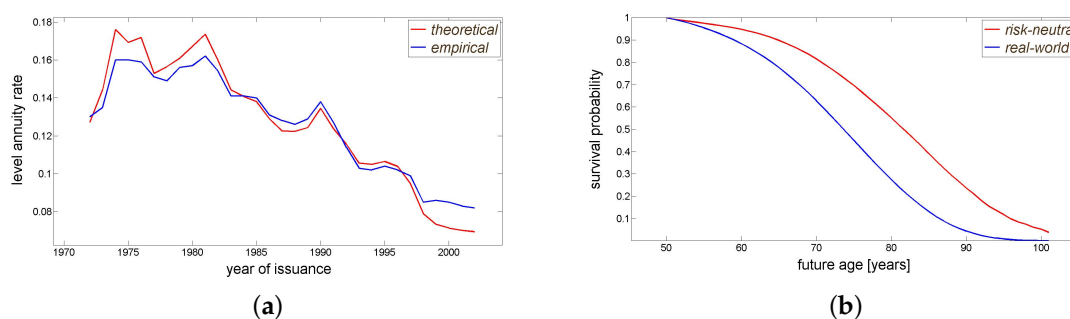 0.18
0.16
0.14
0.12
0.1
0.08
level annuity rate
theoretical
empirical
1970 1975 1980 1985 1990 1995 2000
year of issuance
(a)
1
0.9
0.8
0.7
0.6
0.5
0.4
0.3
0.2
0.1
survival probability
risk-neutra
real-world
50 60 70 80 90 100
future age [years]
(b)